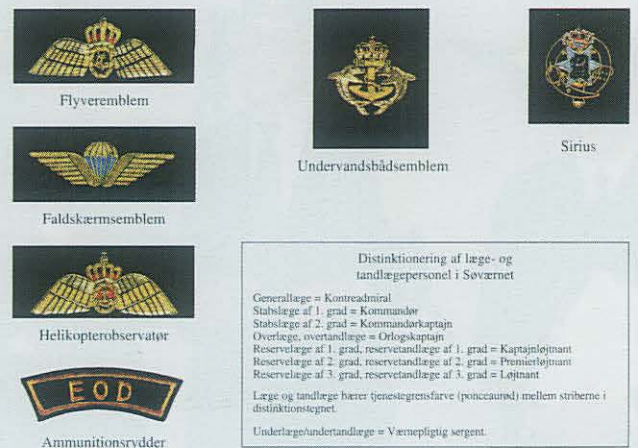 Flyveremblem
Undervandsbådsemblem
Sirius
Faldskærmsemblem
Helikopterobservatør
EOD
Ammunitionsrydder
Distinktionering af læge- og
tandlægepersonel i Søværnet
Generallæge = Kontreadmiral
Stabslæge af 1. grad = Kommandør
Stabslæge af 2. grad = Kommandørkaptajn
Overlæge, overtandlæge = Orlogskaptajn
Reservelæge af 1. grad, reservetandlæge af 1. grad = Kaptajnløjtnant
Reservelæge af 2. grad, reservetandlæge af 2. grad = Premierløjtnant
Reservelæge af 3. grad, reservetandlæge af 3. grad = Løjtnant
Læge og tandlæge bærer tjenestegrensfarve (ponceaurød) mellem striberne i
distinktionstegnet.
Underlæge/undertandlæge = Værnepligtig sergent.